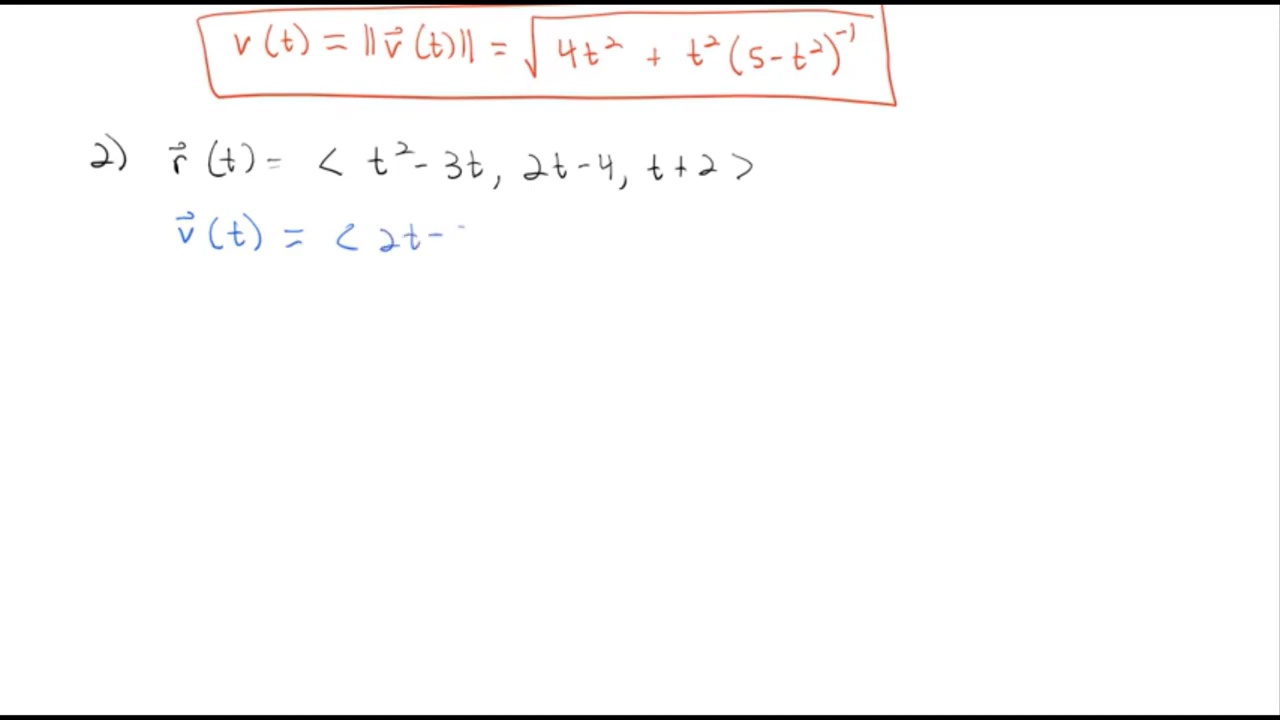 v(t) = ||v⃗(t)|| = √(4t² + t²(5-t²)⁻¹)
2) r⃗(t) = < t² - 3t, 2t - 4, t + 2 >
v⃗(t) = < 2t -